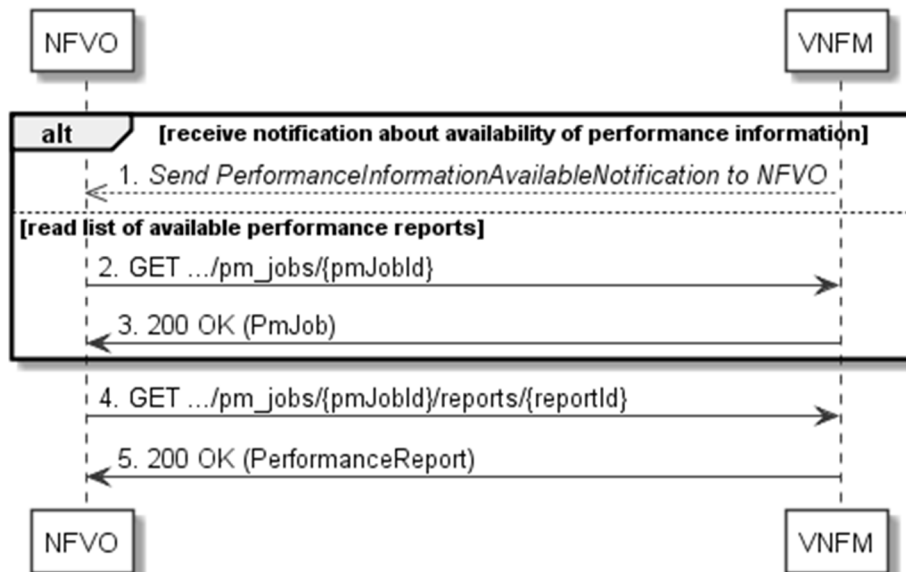 NFVO VNFM
alt [receive notification about availability of performance information]
1. Send PerformanceInformationAvailableNotification to NFVO
[read list of available performance reports]
2. GET .../pm_jobs/{pmJobId}
3. 200 OK (PmJob)
4. GET .../pm_jobs/{pmJobId}/reports/{reportId}
5. 200 OK (PerformanceReport)
NFVO VNFM